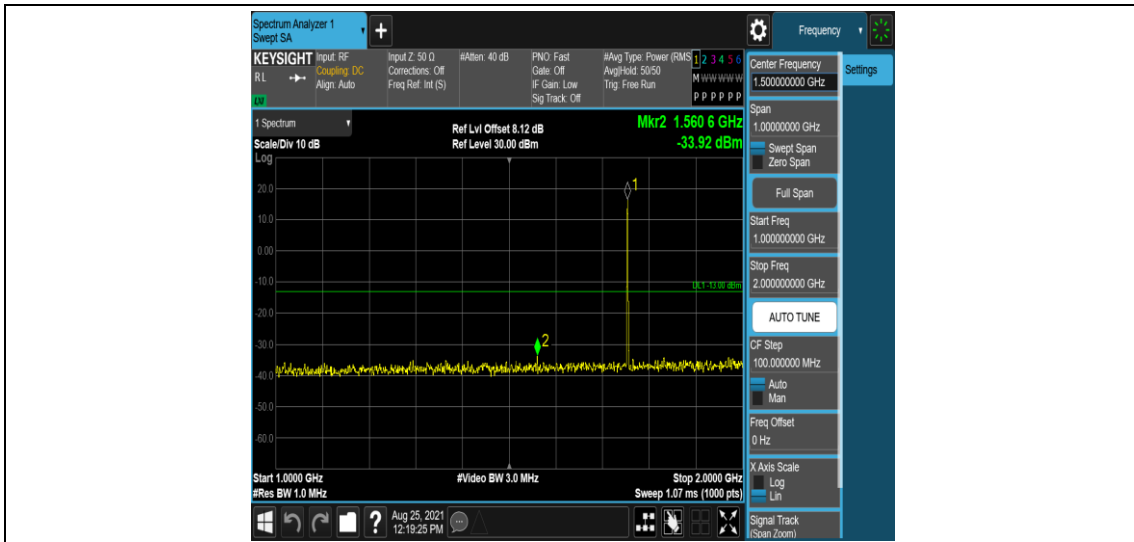 Spectrum Analyzer 1
Swept SA
+
Frequency
KEYSIGHT
RL
LXI
Input: RF
Coupling: DC
Align: Auto
Input Z: 50 Ω
Corrections: Off
Freq Ref: Int (S)
#Atten: 40 dB
PNO: Fast
Gate: Off
IF Gain: Low
Sig Track: Off
#Avg Type: Power (RMS
Avg|Hold: 50/50
Trig: Free Run
1 2 3 4 5 6
M W W W W W
P P P P P P
1 Spectrum
Scale/Div 10 dB
Log
Ref Lvl Offset 8.12 dB
Ref Level 30.00 dBm
Mkr2 1.560 6 GHz
-33.92 dBm
20.0
10.0
0.00
-10.0
-20.0
-30.0
-40.0
-50.0
-60.0
1
2
DL1 -13.00 dBm
Start 1.0000 GHz
#Res BW 1.0 MHz
#Video BW 3.0 MHz
Stop 2.0000 GHz
Sweep 1.07 ms (1000 pts)
Aug 25, 2021
12:19:25 PM
?
Center Frequency
1.500000000 GHz
Settings
Span
1.00000000 GHz
Swept Span
Zero Span
Full Span
Start Freq
1.000000000 GHz
Stop Freq
2.000000000 GHz
AUTO TUNE
CF Step
100.000000 MHz
Auto
Man
Freq Offset
0 Hz
X Axis Scale
Log
Lin
Signal Track
(Span Zoom)